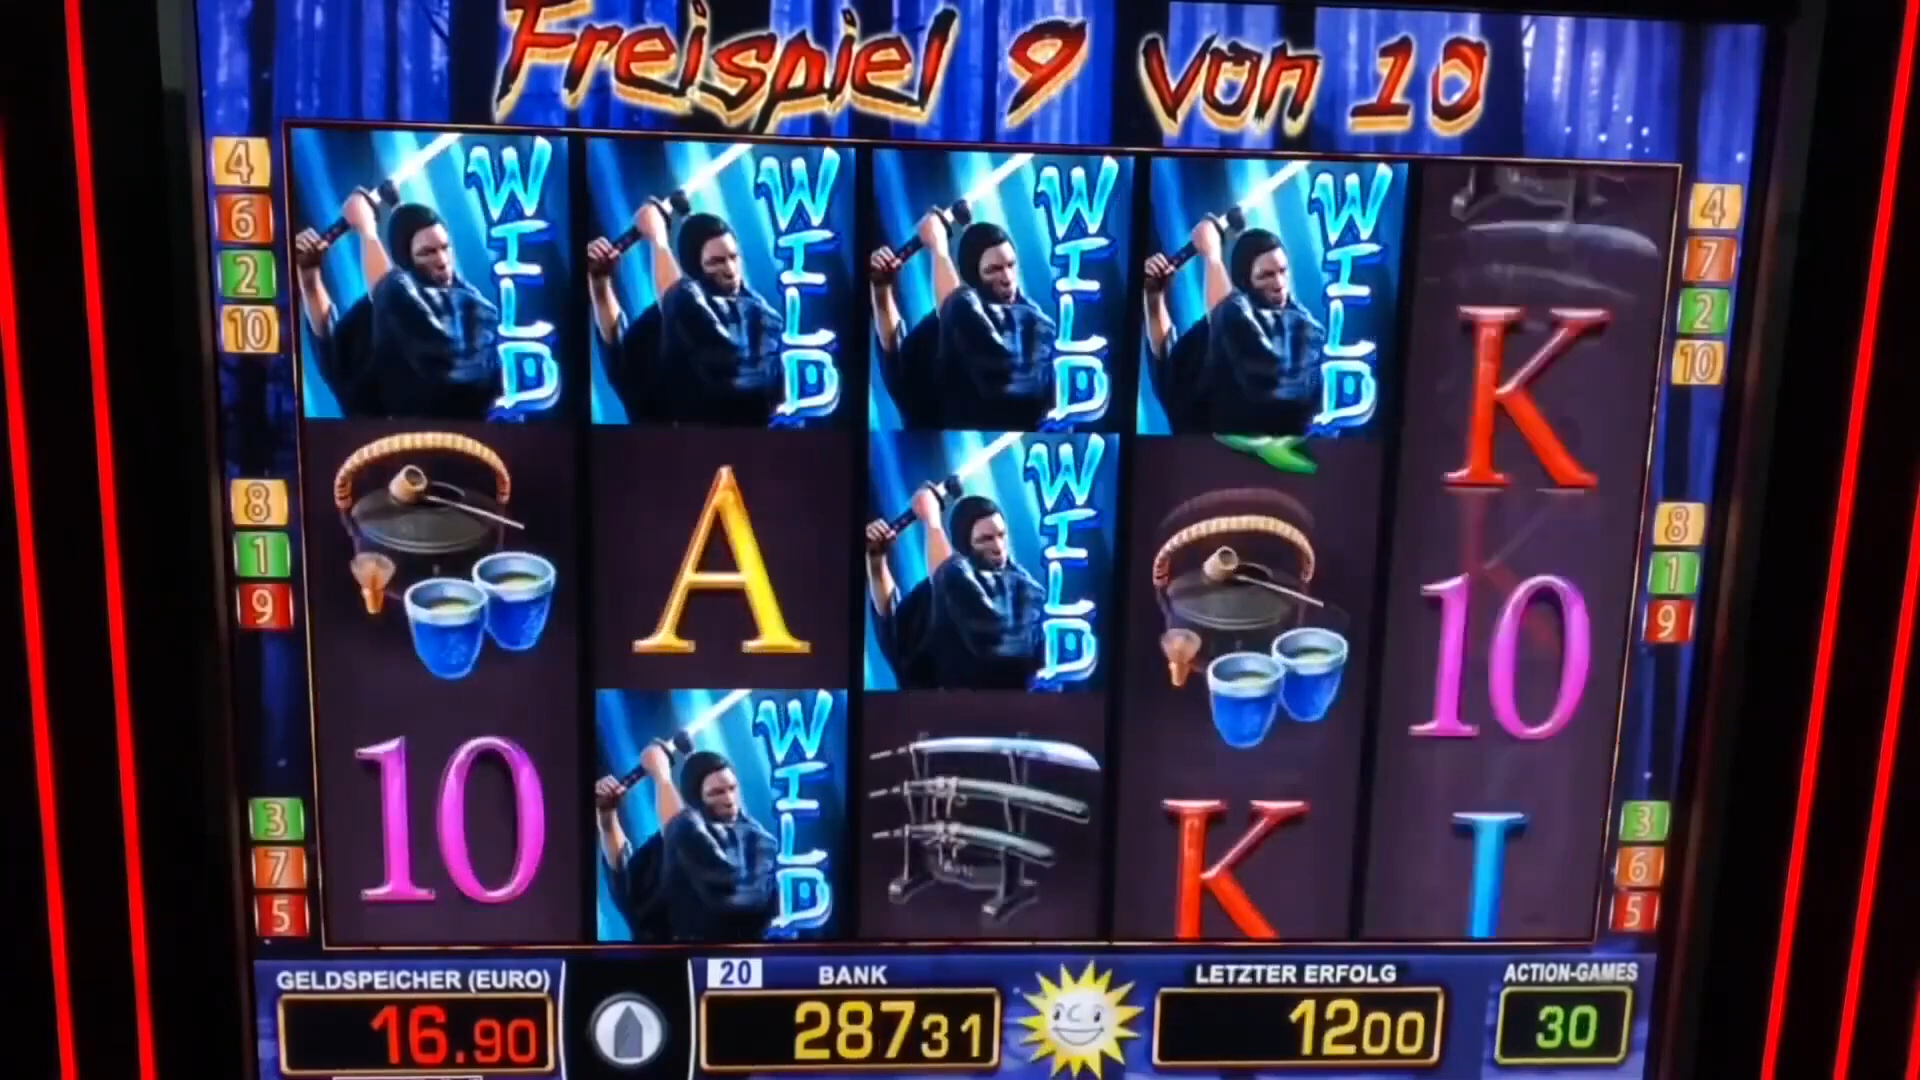 Freispiel 9 von 10
4
6
2
10
8
1
9
3
7
5
WILD
WILD
WILD
WILD
K
A
WILD
10
10
WILD
K
J
4
7
2
10
8
1
9
3
6
5
GELDSPEICHER (EURO)
16.90
20 BANK
28731
LETZTER ERFOLG
1200
ACTION-GAMES
30